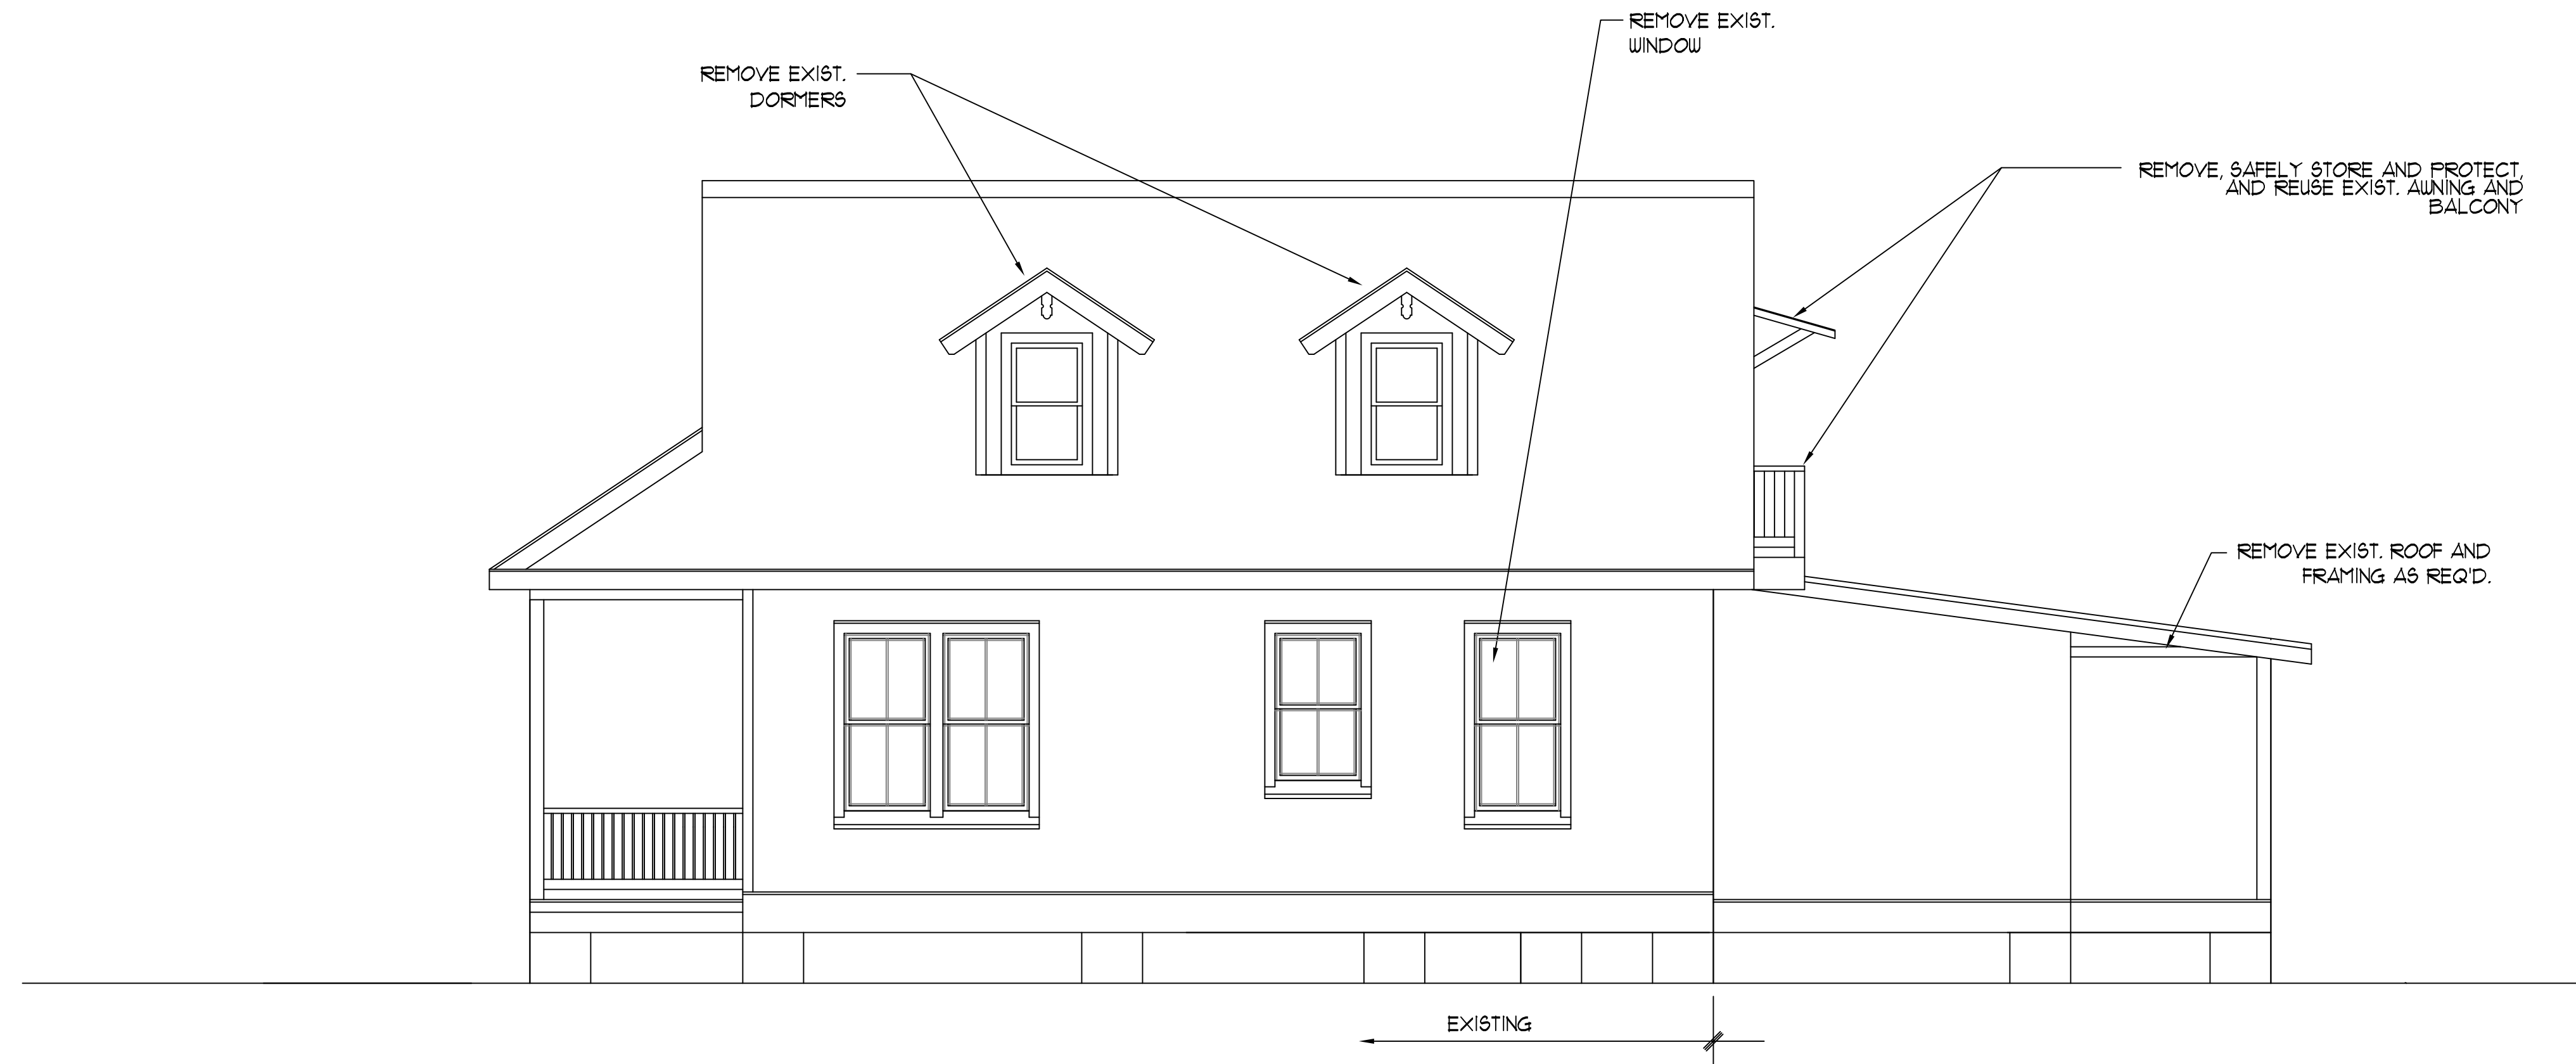 REMOVE EXIST.
WINDOW
REMOVE EXIST.
DORMERS
REMOVE, SAFELY STORE AND PROTECT,
AND REUSE EXIST. AWNING AND
BALCONY
REMOVE EXIST. ROOF AND
FRAMING AS REQ'D.
EXISTING